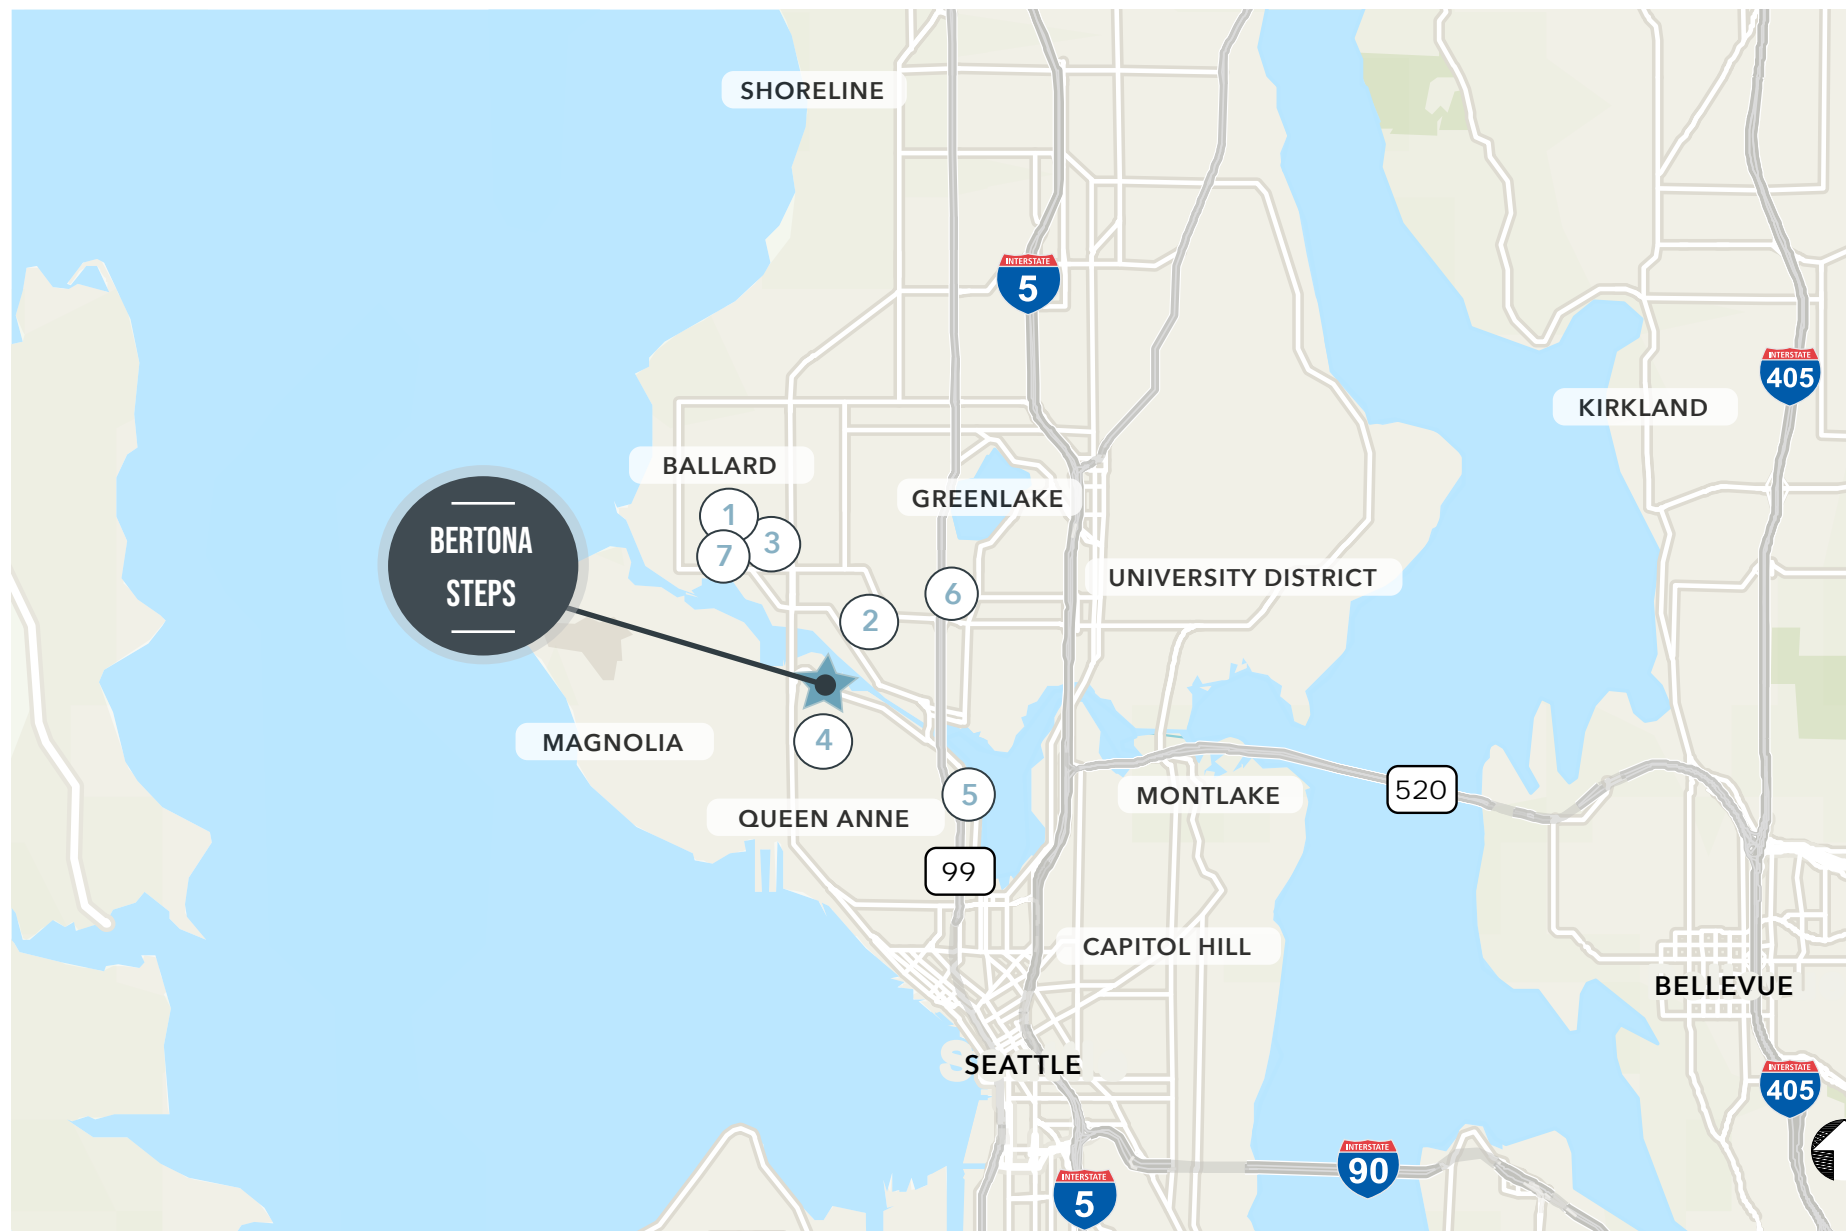 SHORELINE
INTERSTATE
5
INTERSTATE
405
KIRKLAND
BALLARD
GREENLAKE
1
3
7
BERTONA
STEPS
UNIVERSITY DISTRICT
6
2
MAGNOLIA
4
520
5
MONTLAKE
QUEEN ANNE
99
CAPITOL HILL
BELLEVUE
SEATTLE
INTERSTATE
405
INTERSTATE
90
INTERSTATE
5